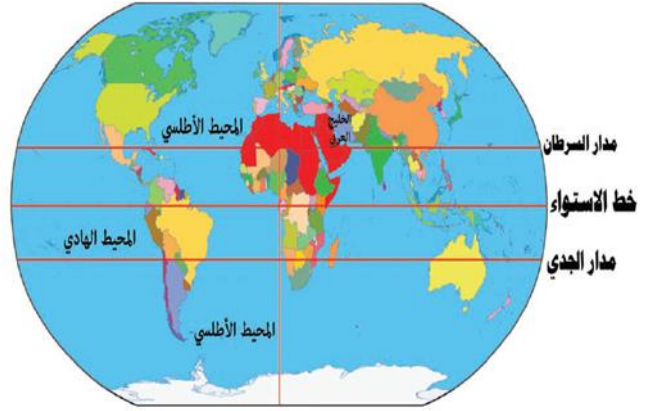 المحيط الأطلسي
الخليج
العربي
مدار السرطان
خط الاستواء
المحيط الهادي
مدار الجدي
المحيط الأطلسي